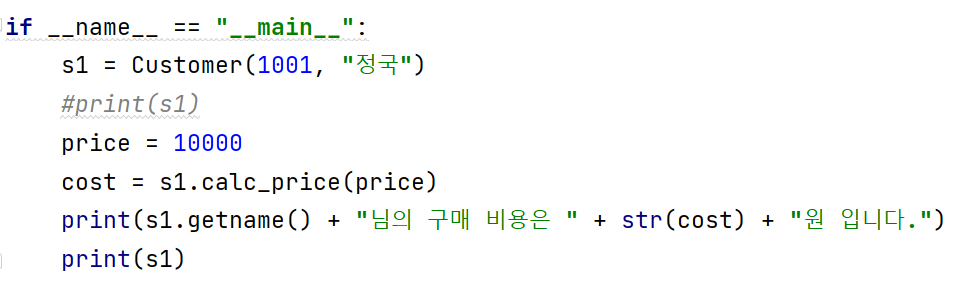 if __name__ == "__main__":
    s1 = Customer(1001, "정국")
    #print(s1)
    price = 10000
    cost = s1.calc_price(price)
    print(s1.getname() + "님의 구매 비용은 " + str(cost) + "원 입니다.")
    print(s1)